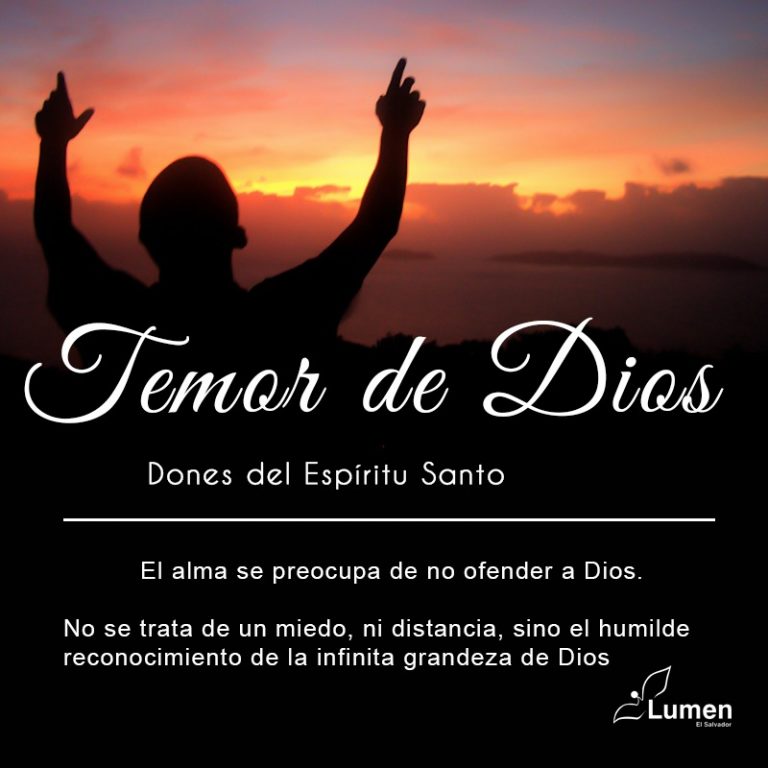 Temor de Dios
Dones del Espíritu Santo
El alma se preocupa de no ofender a Dios.
No se trata de un miedo, ni distancia, sino el humilde
reconocimiento de la infinita grandeza de Dios
Lumen
El Salvador